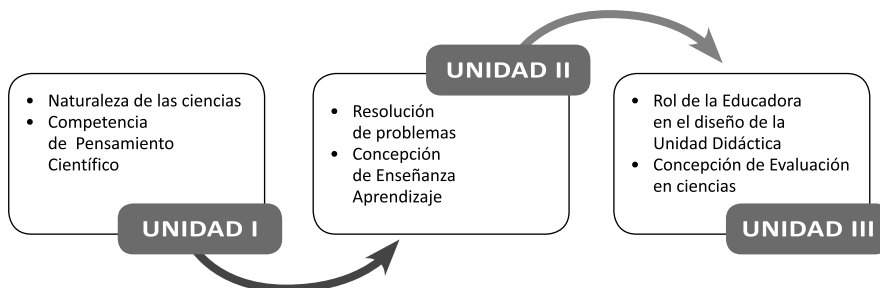 • Naturaleza de las ciencias
• Competencia
de Pensamiento
Científico
UNIDAD I
UNIDAD II
• Resolución
de problemas
• Concepción
de Enseñanza
Aprendizaje
• Rol de la Educadora
en el diseño de la
Unidad Didáctica
• Concepción de Evaluación
en ciencias
UNIDAD III